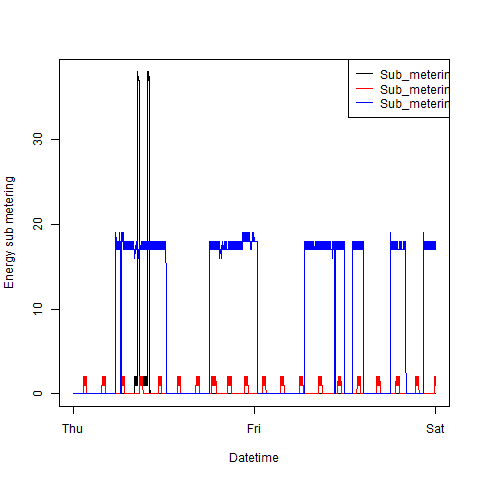 Sub_meterin
Sub_meterin
Sub_meterin
Energy sub metering
30
20
10
0
Thu
Fri
Sat
Datetime